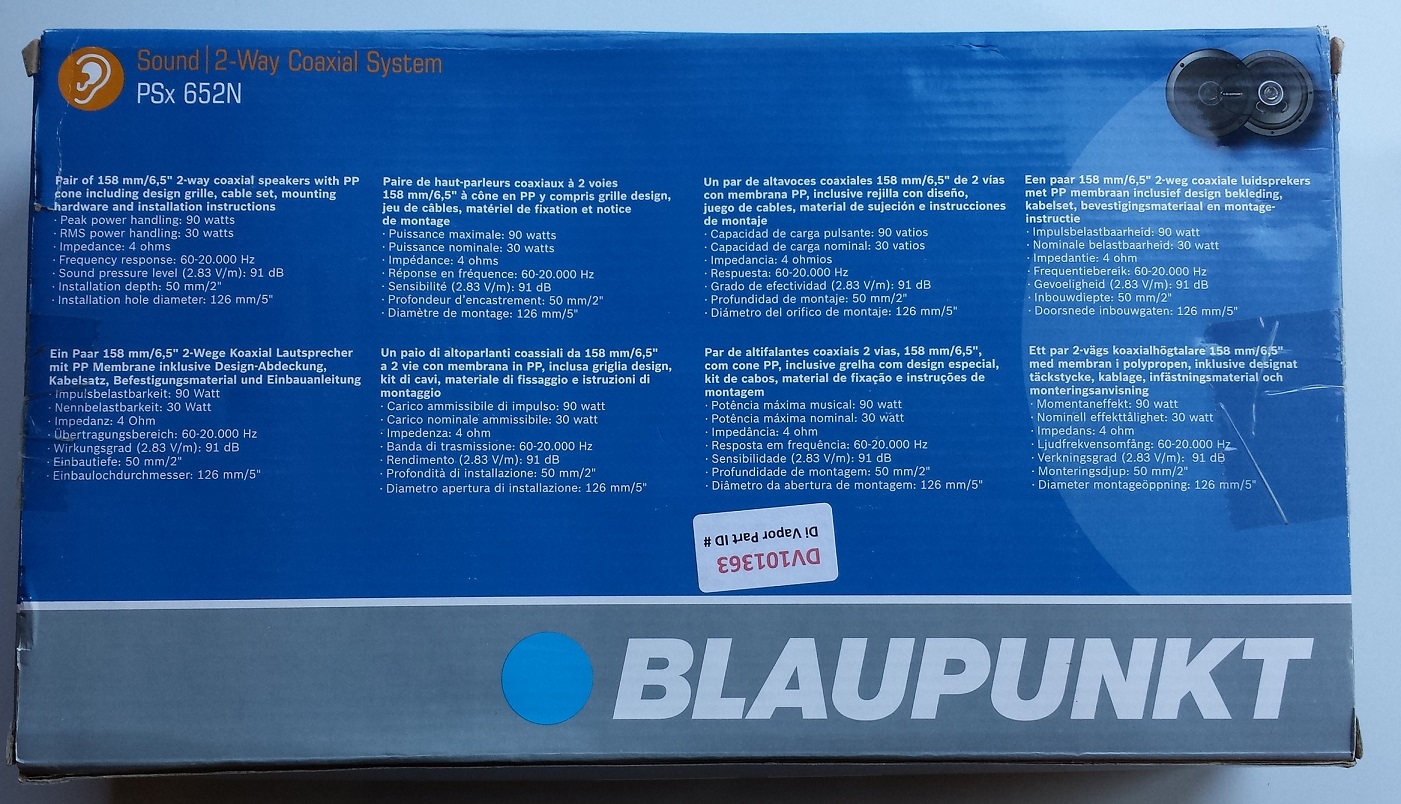 Sound | 2-Way Coaxial System
PSx 652N
Pair of 158 mm/6,5" 2-way coaxial speakers with PP
cone including design grille, cable set, mounting
hardware and installation instructions
· Peak power handling: 90 watts
· RMS power handling: 30 watts
· Impedance: 4 ohms
· Frequency response: 60-20.000 Hz
· Sound pressure level (2.83 V/m): 91 dB
· Installation depth: 50 mm/2"
· Installation hole diameter: 126 mm/5"
Paire de haut-parleurs coaxiaux à 2 voies
158 mm/6,5" à cône en PP y compris grille design,
jeu de câbles, matériel de fixation et notice
de montage
· Puissance maximale: 90 watts
· Puissance nominale: 30 watts
· Impédance: 4 ohms
· Réponse en fréquence: 60-20.000 Hz
· Sensibilité (2.83 V/m): 91 dB
· Profondeur d'encastrement: 50 mm/2"
· Diamètre de montage: 126 mm/5"
Un par de altavoces coaxiales 158 mm/6,5" de 2 vías
con membrana PP, inclusive rejilla con diseño,
juego de cables, material de sujeción e instrucciones
de montaje
· Capacidad de carga pulsante: 90 vatios
· Capacidad de carga nominal: 30 vatios
· Impedancia: 4 ohmios
· Respuesta: 60-20.000 Hz
· Grado de efectividad (2.83 V/m): 91 dB
· Profundidad de montaje: 50 mm/2"
· Diámetro del orifico de montaje: 126 mm/5"
Een paar 158 mm/6,5" 2-weg coaxiale luidsprekers
met PP membraan inclusief design bekleding,
kabelset, bevestigingsmateriaal en montage-
instructie
· Impulsbelastbaarheid: 90 watt
· Nominale belastbaarheid: 30 watt
· Impedantie: 4 ohm
· Frequentiebereik: 60-20.000 Hz
· Gevoeligheid (2.83 V/m): 91 dB
· Inbouwdiepte: 50 mm/2"
· Doorsnede inbouwgaten: 126 mm/5"
Ein Paar 158 mm/6,5" 2-Wege Koaxial Lautsprecher
mit PP Membrane inklusive Design-Abdeckung,
Kabelsatz, Befestigungsmaterial und Einbauanleitung
· Impulsbelastbarkeit: 90 Watt
· Nennbelastbarkeit: 30 Watt
· Impedanz: 4 Ohm
· Übertragungsbereich: 60-20.000 Hz
· Wirkungsgrad (2.83 V/m): 91 dB
· Einbautiefe: 50 mm/2"
· Einbaulochdurchmesser: 126 mm/5"
Un paio di altoparlanti coassiali da 158 mm/6,5"
a 2 vie con membrana in PP, inclusa griglia design,
kit di cavi, materiale di fissaggio e istruzioni di
montaggio
· Carico ammissibile di impulso: 90 watt
· Carico nominale ammissibile: 30 watt
· Impedenza: 4 ohm
· Banda di trasmissione: 60-20.000 Hz
· Rendimento (2.83 V/m): 91 dB
· Profondità di installazione: 50 mm/2"
· Diametro apertura di installazione: 126 mm/5"
Par de altifalantes coaxiais 2 vias, 158 mm/6,5",
com cone PP, inclusive grelha com design especial,
kit de cabos, material de fixação e instruções de
montagem
· Potência máxima musical: 90 watt
· Potência máxima nominal: 30 watt
· Impedância: 4 ohm
· Resposta em frequência: 60-20.000 Hz
· Sensibilidade (2.83 V/m): 91 dB
· Profundidade de montagem: 50 mm/2"
· Diâmetro da abertura de montagem: 126 mm/5"
Ett par 2-vägs koaxialhögtalare 158 mm/6,5"
med membran i polypropen, inklusive designat
täckstycke, kablage, infästningsmaterial och
monteringsanvisning
· Momentaneffekt: 90 watt
· Nominell effekttålighet: 30 watt
· Impedans: 4 ohm
· Ljudfrekvensomfång: 60-20.000 Hz
· Verkningsgrad (2.83 V/m): 91 dB
· Monteringsdjup: 50 mm/2"
· Diameter monteöppning: 126 mm/5"
DV101363
Di Vapor Part ID #
BLAUPUNKT